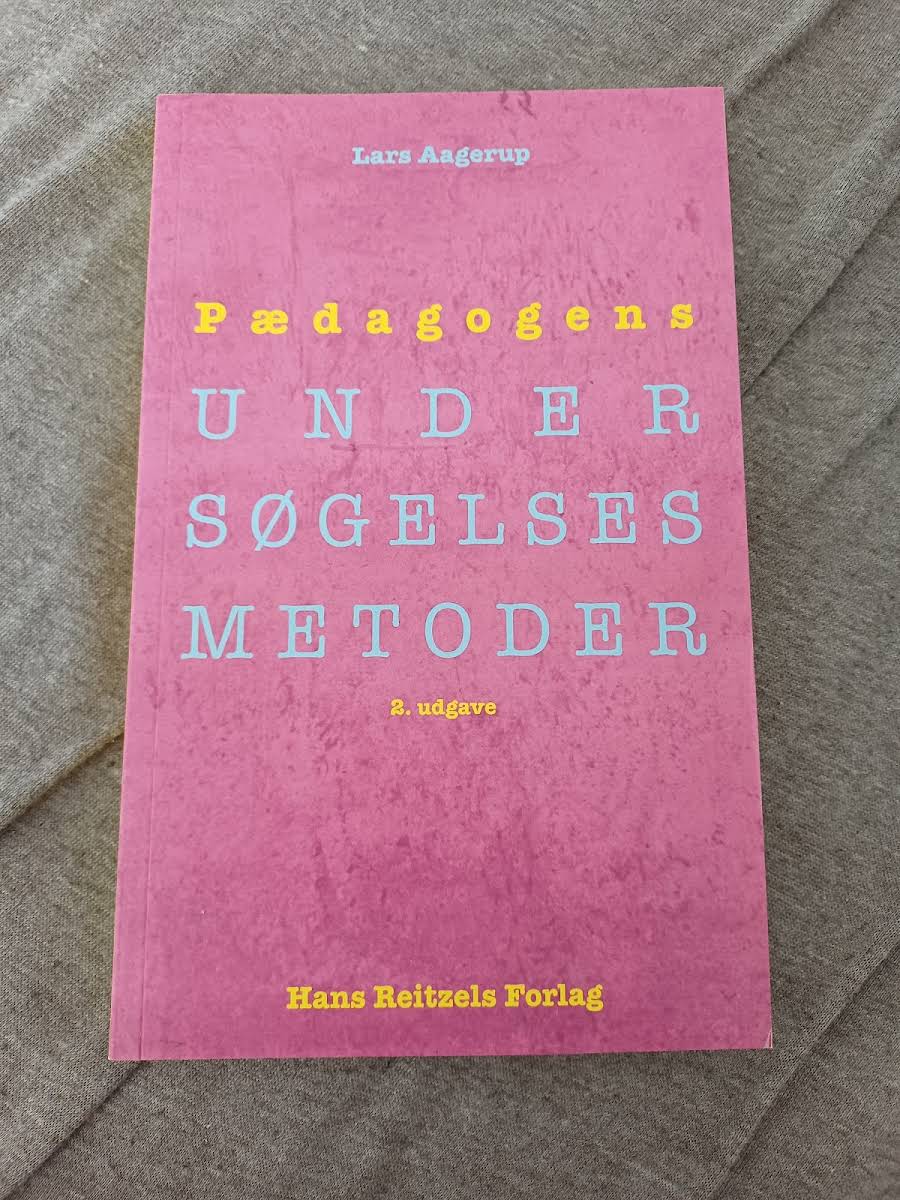 Lars Aagerup
Pædagogens
UNDER
SØGELSES
METODER
2. udgave
Hans Reitzels Forlag